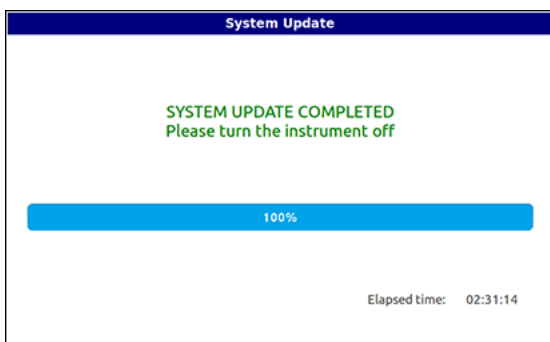 System Update
SYSTEM UPDATE COMPLETED
Please turn the instrument off
100%
Elapsed time: 02:31:14